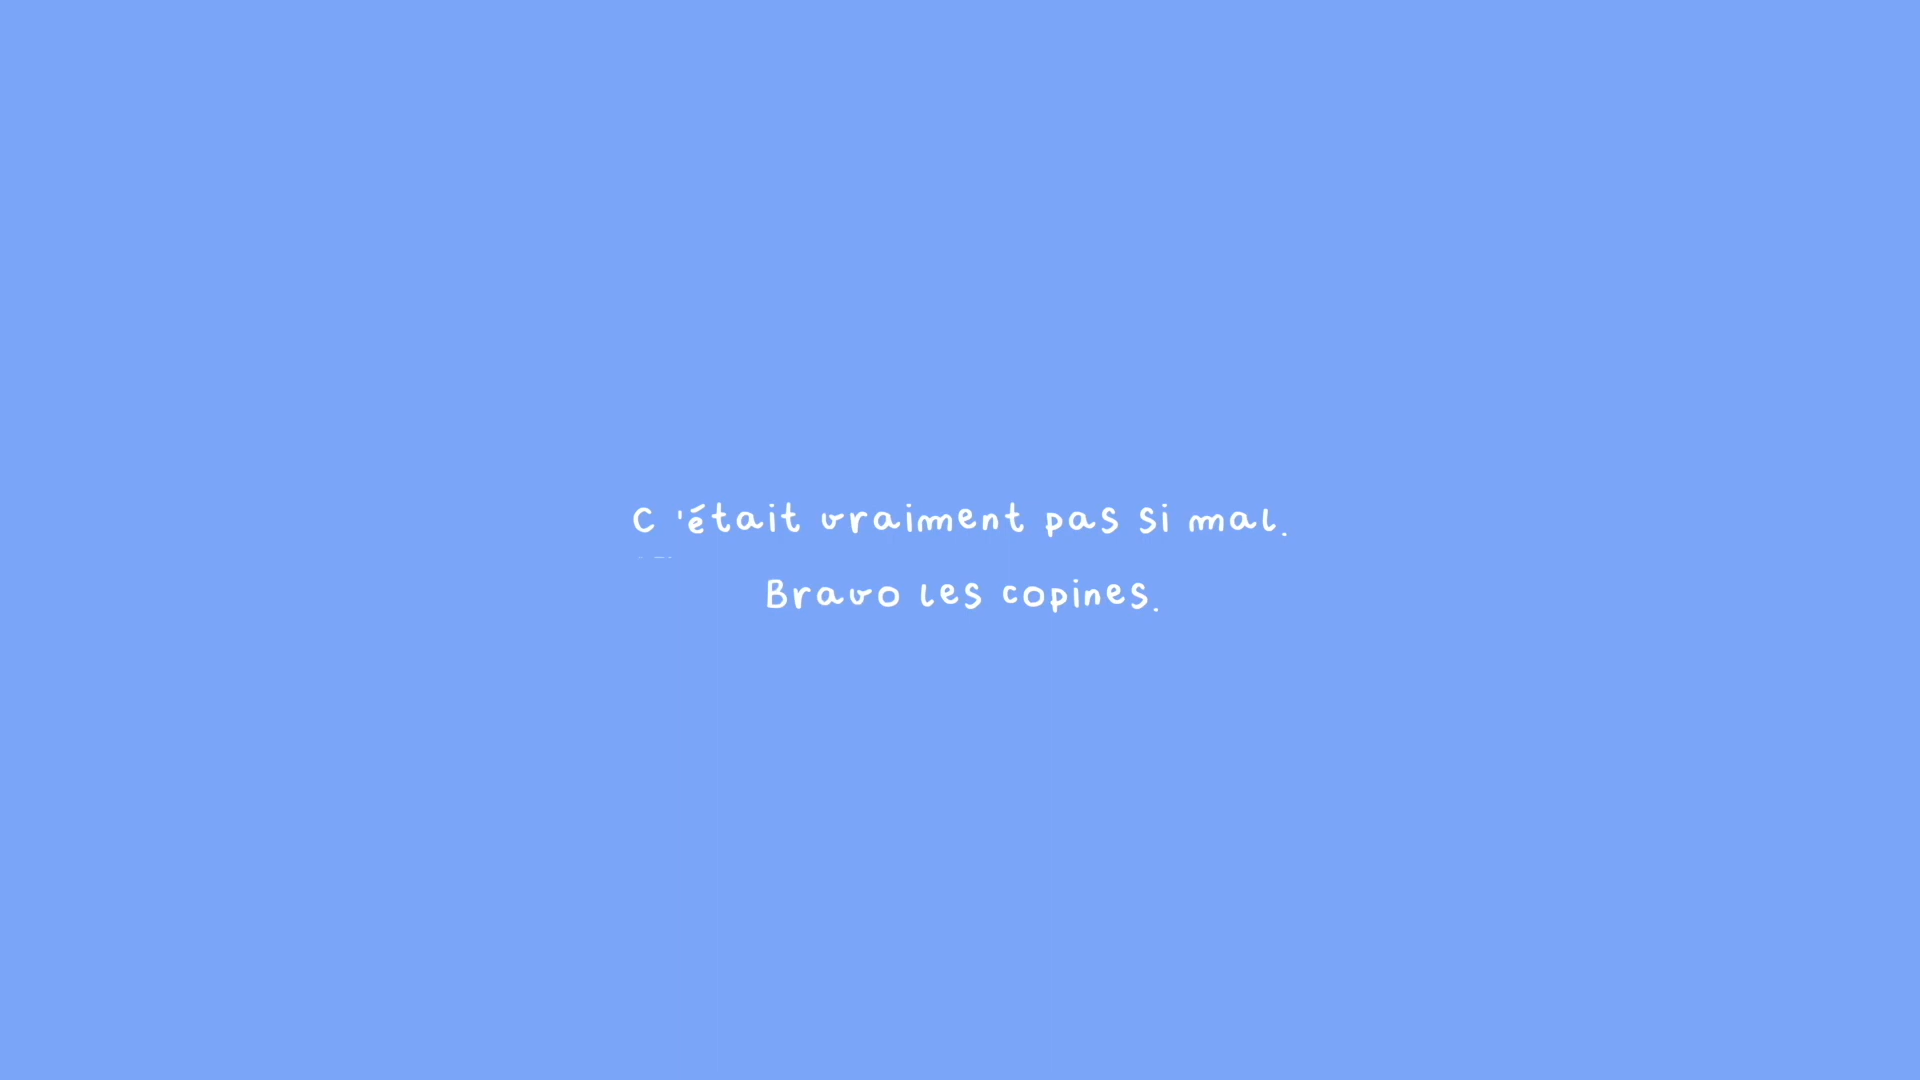 C 'était vraiment pas si mal.
Bravo les copines.